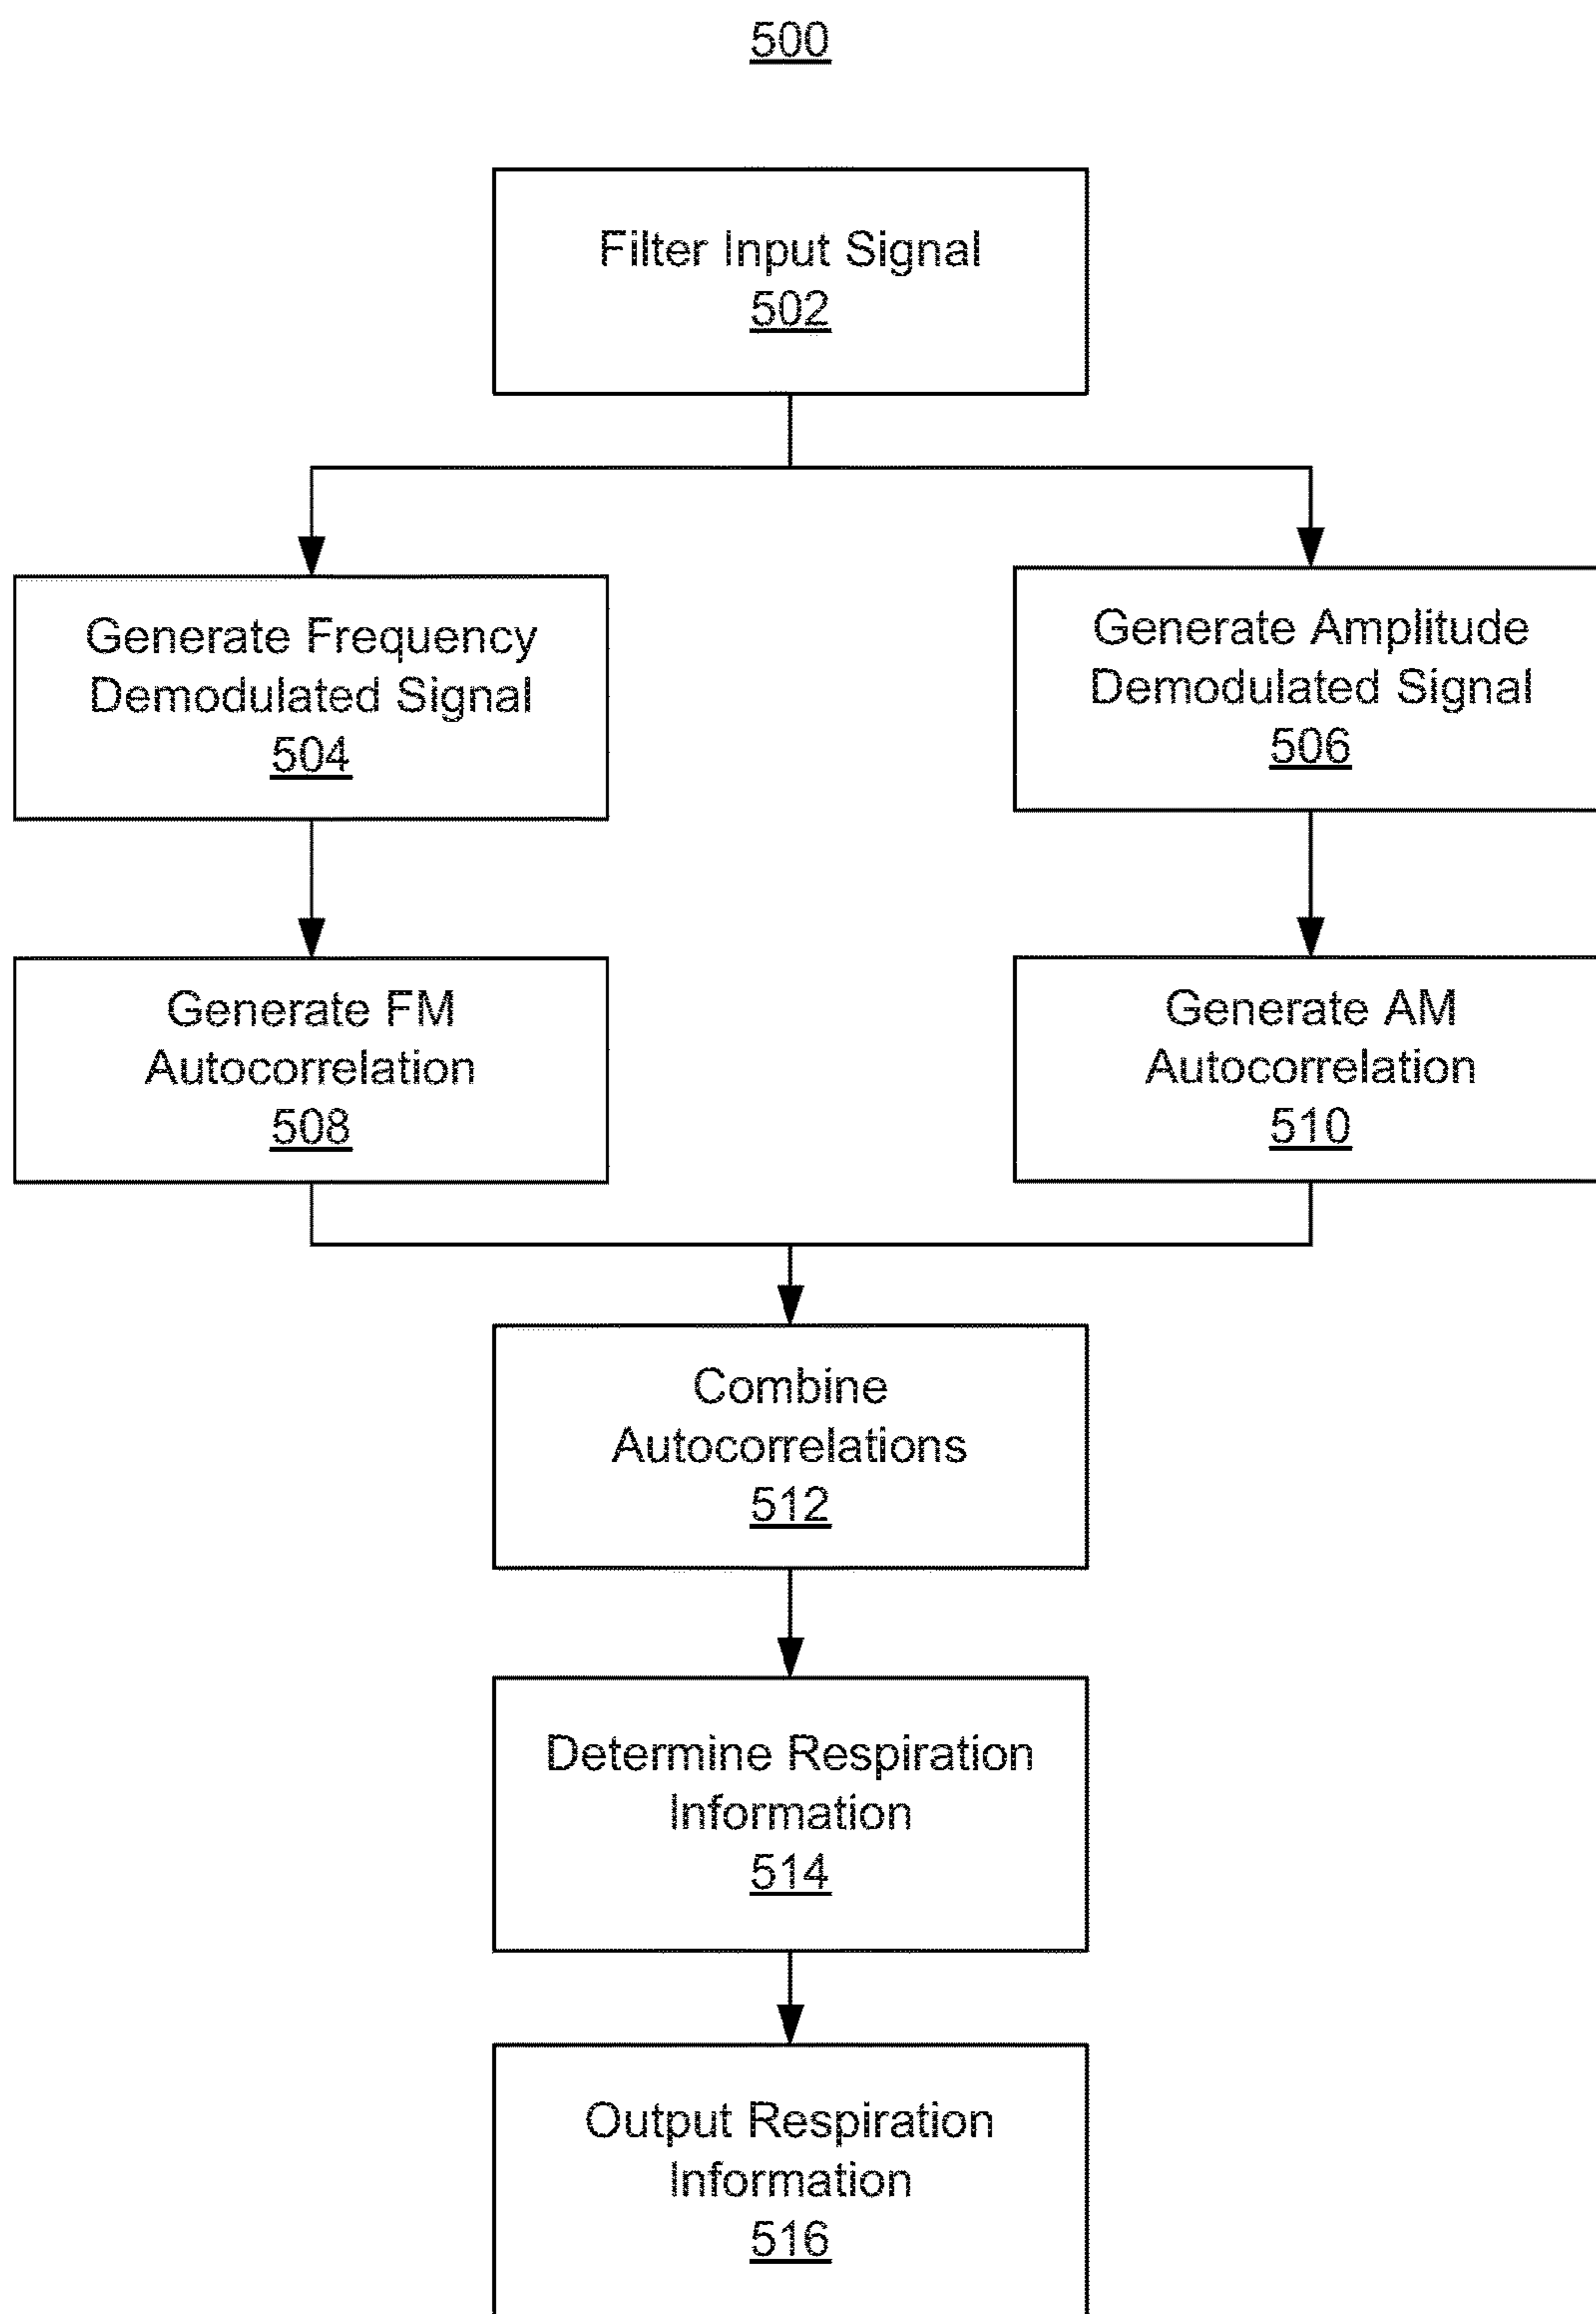 500
Filter Input Signal
502
Generate Frequency
Demodulated Signal
504
Generate Amplitude
Demodulated Signal
506
Generate FM
Autocorrelation
508
Generate AM
Autocorrelation
510
Combine
Autocorrelations
512
Determine Respiration
Information
514
Output Respiration
Information
516